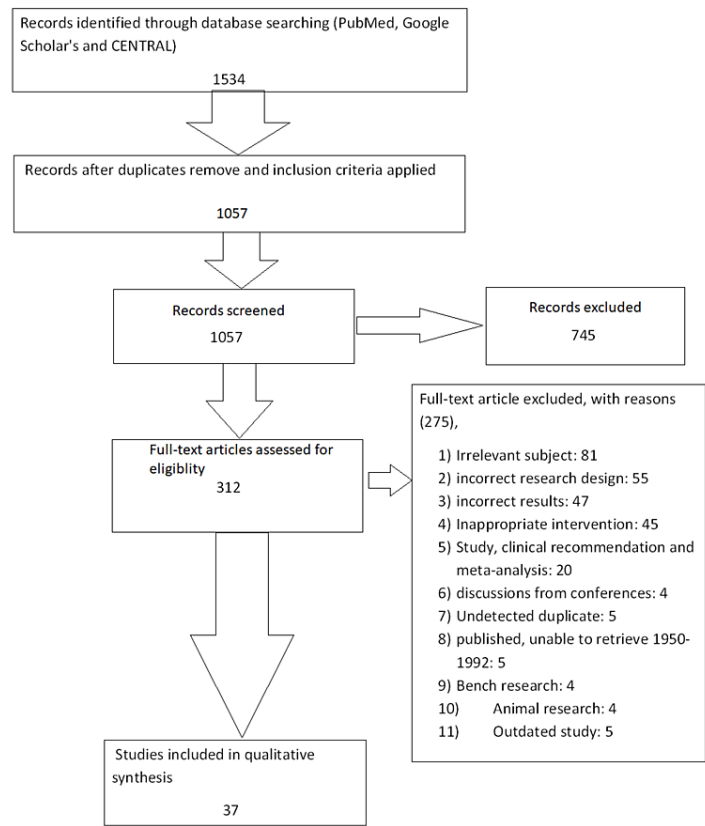 Records identified through database searching (PubMed, Google
Scholar's and CENTRAL)
1534
Records after duplicates remove and inclusion criteria applied
1057
Records screened
1057
Records excluded
745
Full-text articles assessed for
eligiblity
312
Full-text article excluded, with reasons
(275),
1) Irrelevant subject: 81
2) incorrect research design: 55
3) incorrect results: 47
4) Inappropriate intervention: 45
5) Study, clinical recommendation and
meta-analysis: 20
6) discussions from conferences: 4
7) Undetected duplicate: 5
8) published, unable to retrieve 1950-
1992: 5
9) Bench research: 4
10) Animal research: 4
11) Outdated study: 5
Studies included in qualitative
synthesis
37